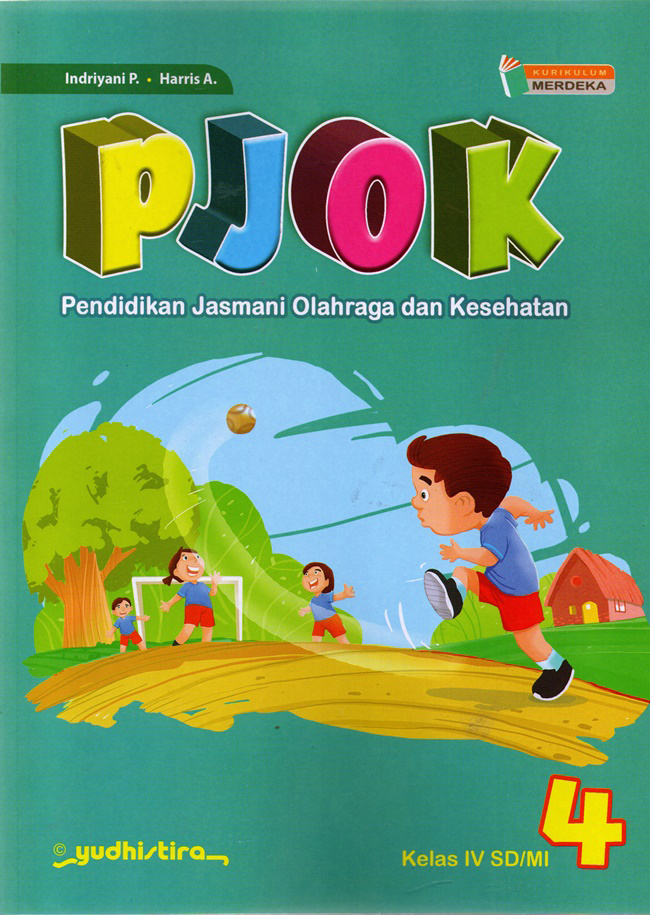 Indriyani P. • Harris A.
KURIKULUM
MERDEKA
PJOK
Pendidikan Jasmani Olahraga dan Kesehatan
© yudhistira
Kelas IV SD/MI
4